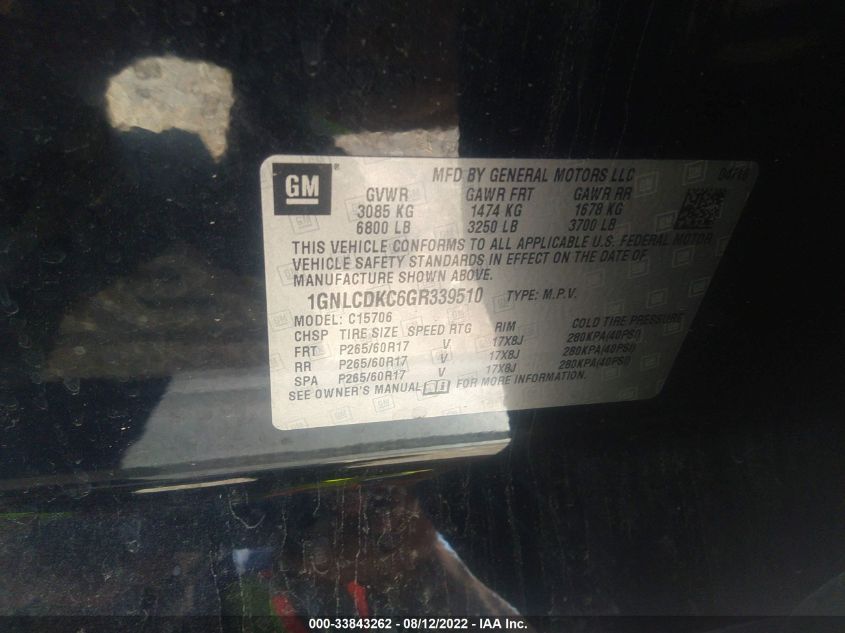 GM ® MFD BY GENERAL MOTORS LLC 04/16
GVWR GAWR FRT GAWR RR
3085 KG 1474 KG 1678 KG
6800 LB 3250 LB 3700 LB
THIS VEHICLE CONFORMS TO ALL APPLICABLE U.S. FEDERAL MOTOR
VEHICLE SAFETY STANDARDS IN EFFECT ON THE DATE OF
MANUFACTURE SHOWN ABOVE.
1GNLCDKC6GR339510 TYPE: M.P.V.
MODEL: C15706
CHSP TIRE SIZE SPEED RTG RIM COLD TIRE PRESSURE
FRT P265/60R17 V 17X8J 280KPA(40PSI)
RR P265/60R17 V 17X8J 280KPA(40PSI)
SPA P265/60R17 V 17X8J 280KPA(40PSI)
SEE OWNER'S MANUAL FOR MORE INFORMATION.
000-33843262 - 08/12/2022 - IAA Inc.